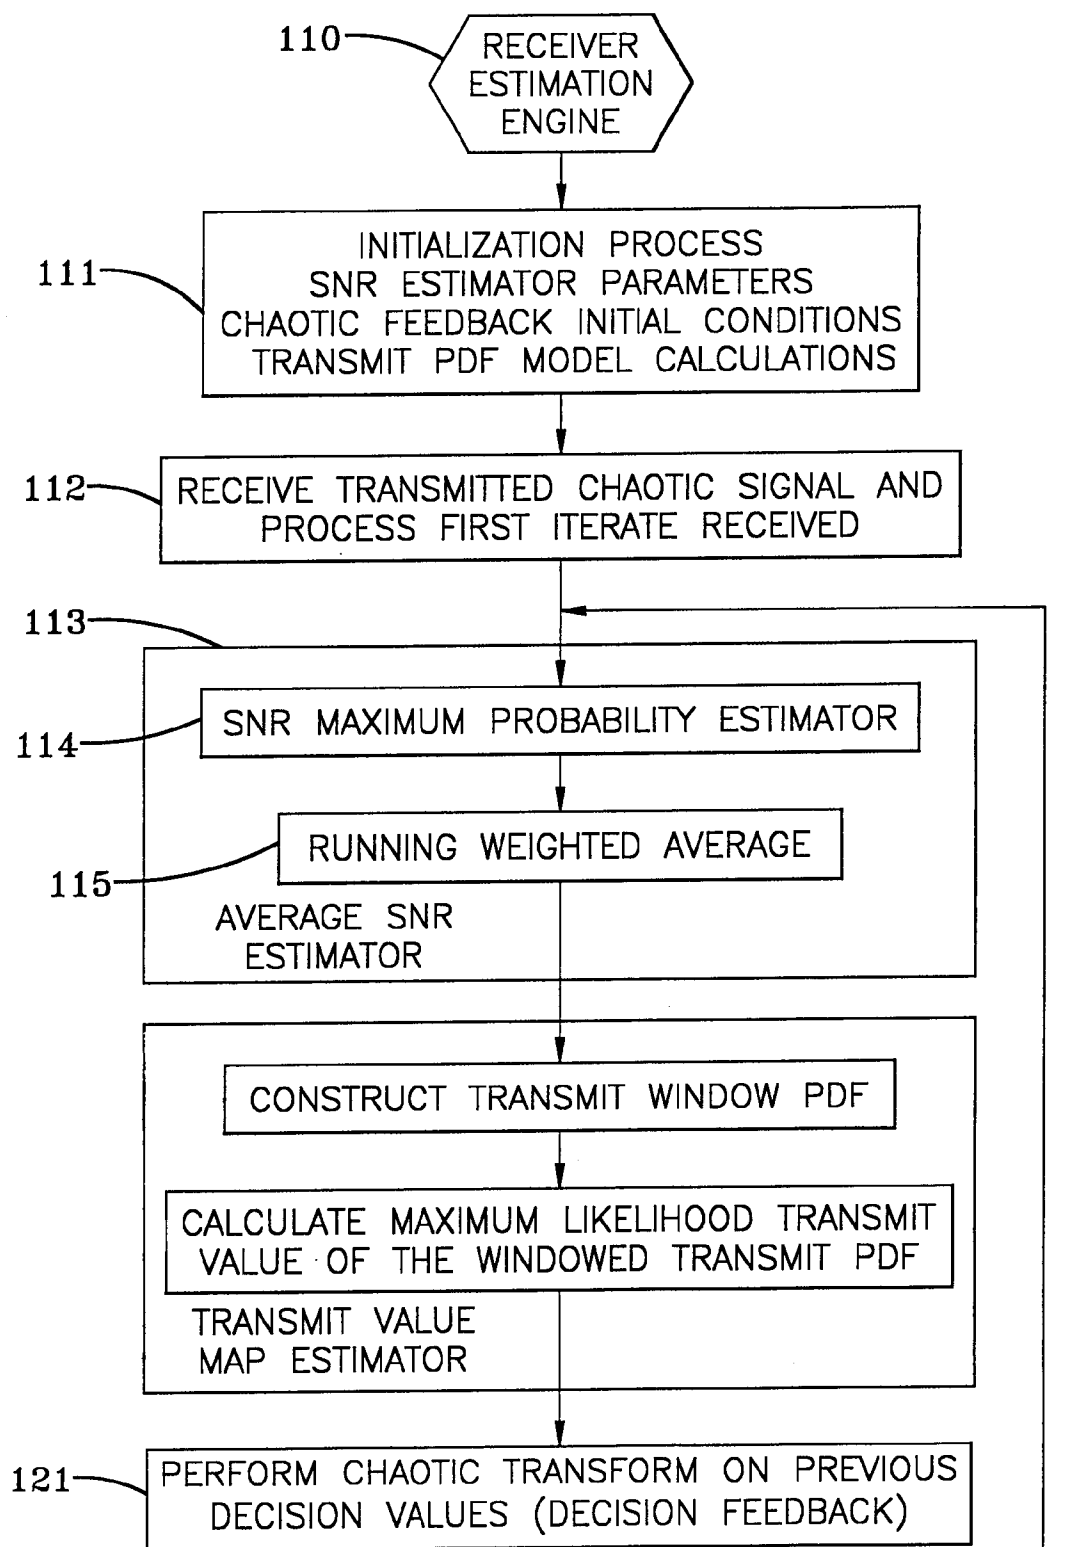 110
RECEIVER
ESTIMATION
ENGINE
111
INITIALIZATION PROCESS
SNR ESTIMATOR PARAMETERS
CHAOTIC FEEDBACK INITIAL CONDITIONS
TRANSMIT PDF MODEL CALCULATIONS
112
RECEIVE TRANSMITTED CHAOTIC SIGNAL AND
PROCESS FIRST ITERATE RECEIVED
113
114
SNR MAXIMUM PROBABILITY ESTIMATOR
115
RUNNING WEIGHTED AVERAGE
AVERAGE SNR
ESTIMATOR
CONSTRUCT TRANSMIT WINDOW PDF
CALCULATE MAXIMUM LIKELIHOOD TRANSMIT
VALUE OF THE WINDOWED TRANSMIT PDF
TRANSMIT VALUE
MAP ESTIMATOR
121
PERFORM CHAOTIC TRANSFORM ON PREVIOUS
DECISION VALUES (DECISION FEEDBACK)